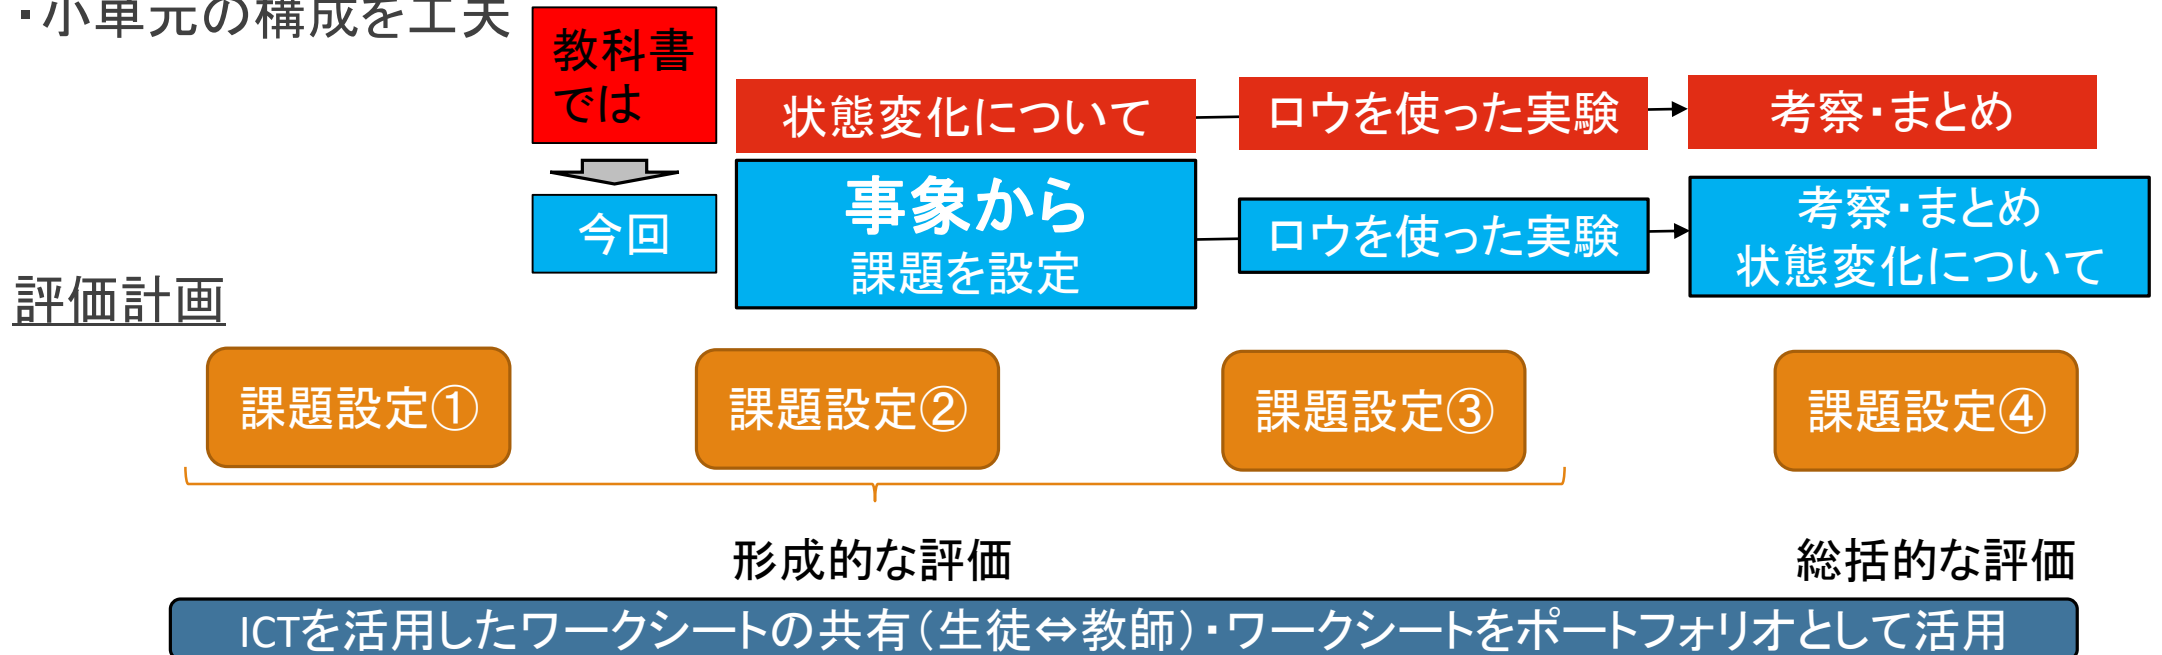 ・小単元の構成を工夫
教科書
では
状態変化について
ロウを使った実験
考察・まとめ
今回
事象から
課題を設定
ロウを使った実験
考察・まとめ
状態変化について
評価計画
課題設定①
課題設定②
課題設定③
課題設定④
形成的な評価
総括的な評価
ICTを活用したワークシートの共有(生徒⇔教師)・ワークシートをポートフォリオとして活用